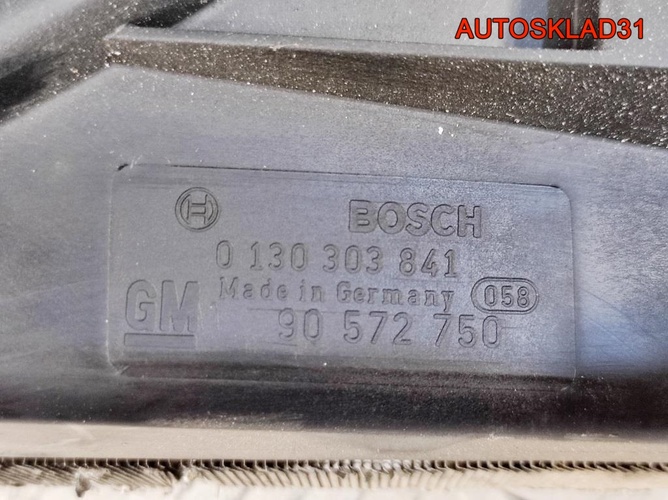 AUTOSKLAD31
BOSCH
0 130 303 841
Made in Germany 058
GM 90 572 750